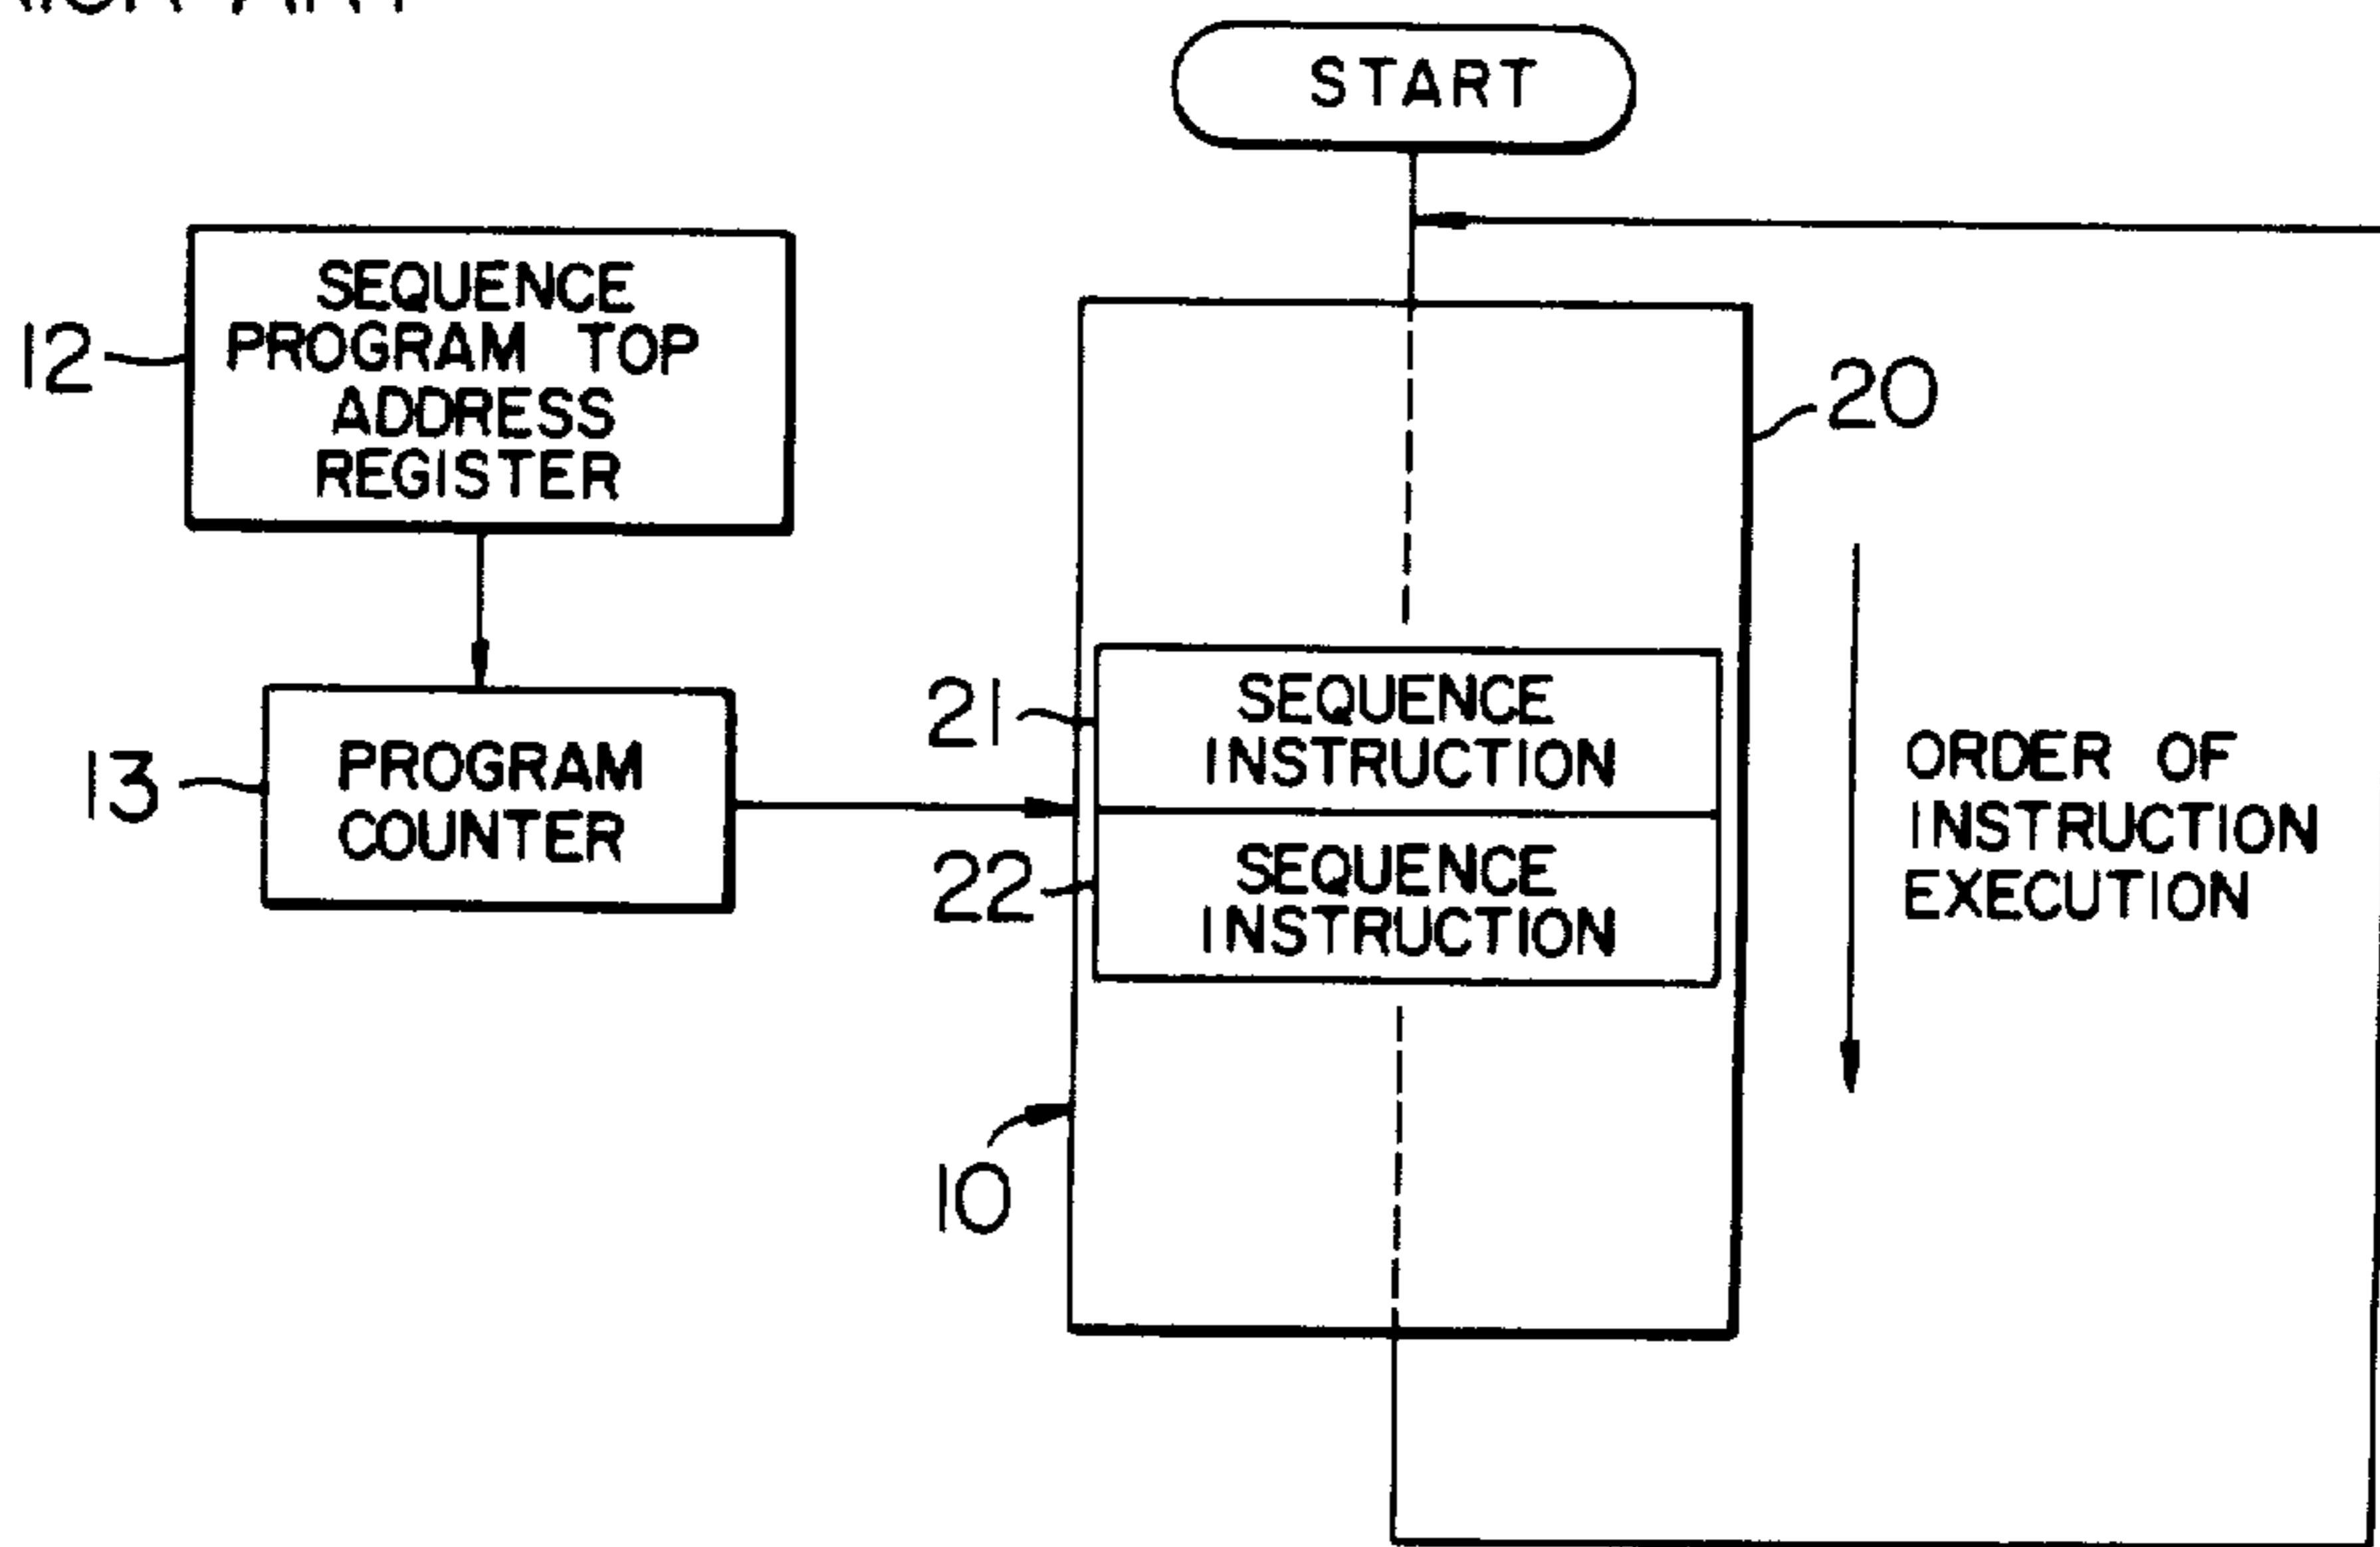 START
SEQUENCE
PROGRAM TOP
ADDRESS
REGISTER
12
20
21
SEQUENCE
INSTRUCTION
13
PROGRAM
COUNTER
ORDER OF
INSTRUCTION
EXECUTION
22
SEQUENCE
INSTRUCTION
10